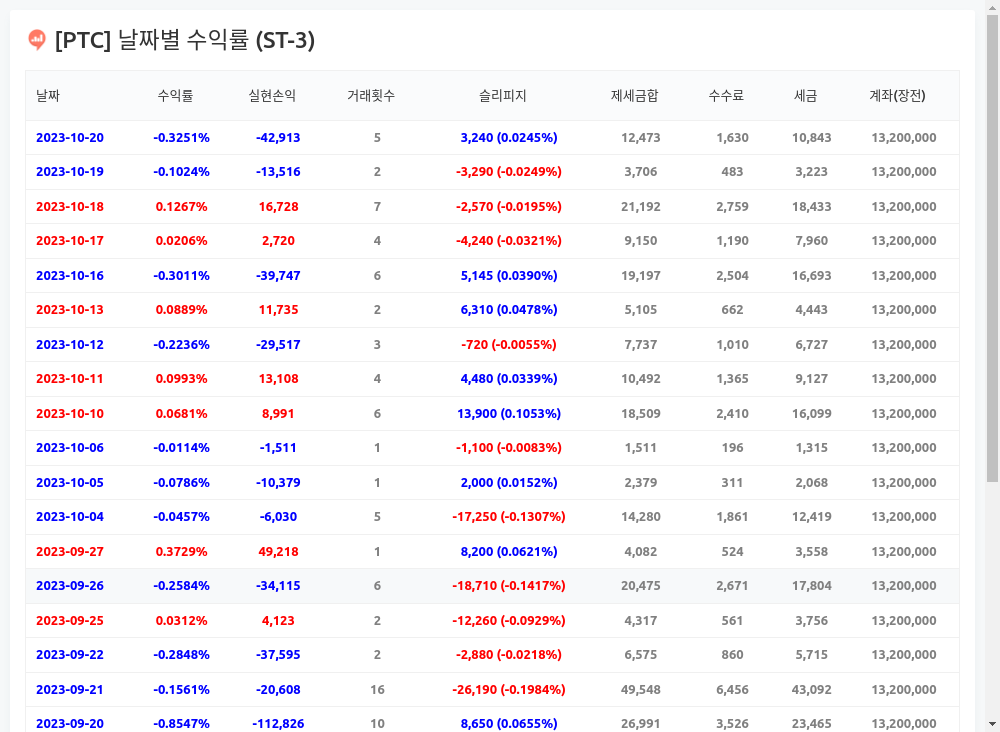 [PTC] 날짜별 수익률 (ST-3)
날짜 수익률 실현손익 거래횟수 슬리피지 제세금합 수수료 세금 계좌(장전)
2023-10-20 -0.3251% -42,913 5 3,240 (0.0245%) 12,473 1,630 10,843 13,200,000
2023-10-19 -0.1024% -13,516 2 -3,290 (-0.0249%) 3,706 483 3,223 13,200,000
2023-10-18 0.1267% 16,728 7 -2,570 (-0.0195%) 21,192 2,759 18,433 13,200,000
2023-10-17 0.0206% 2,720 4 -4,240 (-0.0321%) 9,150 1,190 7,960 13,200,000
2023-10-16 -0.3011% -39,747 6 5,145 (0.0390%) 19,197 2,504 16,693 13,200,000
2023-10-13 0.0889% 11,735 2 6,310 (0.0478%) 5,105 662 4,443 13,200,000
2023-10-12 -0.2236% -29,517 3 -720 (-0.0055%) 7,737 1,010 6,727 13,200,000
2023-10-11 0.0993% 13,108 4 4,480 (0.0339%) 10,492 1,365 9,127 13,200,000
2023-10-10 0.0681% 8,991 6 13,900 (0.1053%) 18,509 2,410 16,099 13,200,000
2023-10-06 -0.0114% -1,511 1 -1,100 (-0.0083%) 1,511 196 1,315 13,200,000
2023-10-05 -0.0786% -10,379 1 2,000 (0.0152%) 2,379 311 2,068 13,200,000
2023-10-04 -0.0457% -6,030 5 -17,250 (-0.1307%) 14,280 1,861 12,419 13,200,000
2023-09-27 0.3729% 49,218 1 8,200 (0.0621%) 4,082 524 3,558 13,200,000
2023-09-26 -0.2584% -34,115 6 -18,710 (-0.1417%) 20,475 2,671 17,804 13,200,000
2023-09-25 0.0312% 4,123 2 -12,260 (-0.0929%) 4,317 561 3,756 13,200,000
2023-09-22 -0.2848% -37,595 2 -2,880 (-0.0218%) 6,575 860 5,715 13,200,000
2023-09-21 -0.1561% -20,608 16 -26,190 (-0.1984%) 49,548 6,456 43,092 13,200,000
2023-09-20 -0.8547% -112,826 10 8,650 (0.0655%) 26,991 3,526 23,465 13,200,000